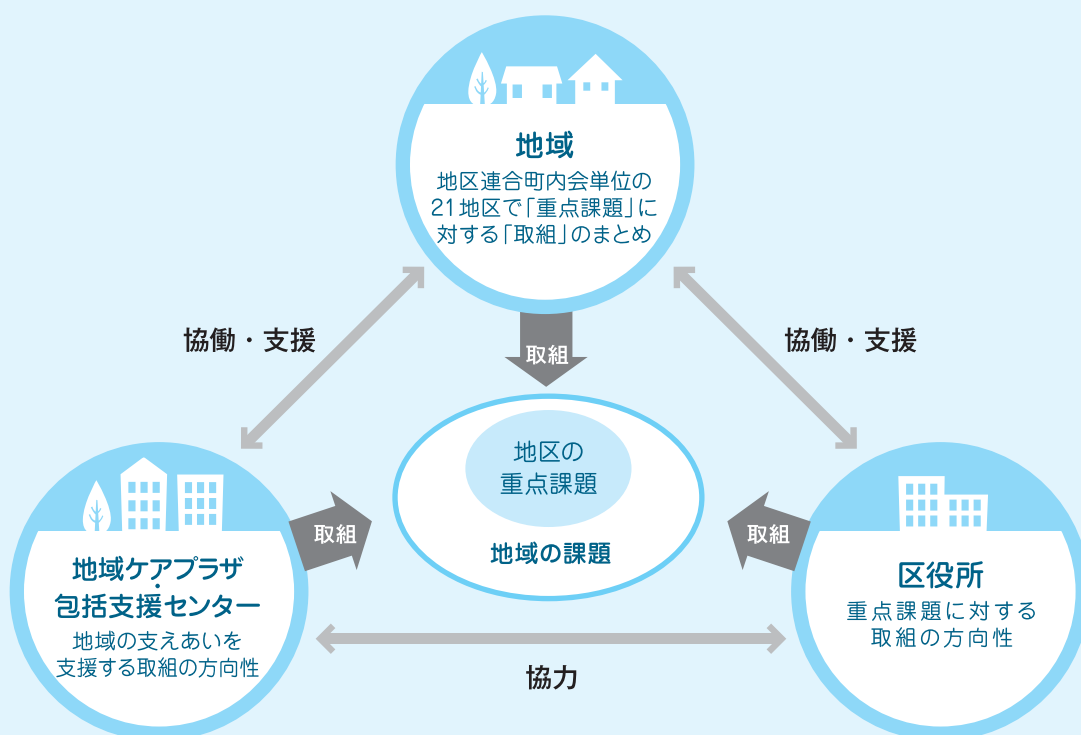 地域
地区連合町内会単位の
21地区で「重点課題」に
対する「取組」のまとめ
協働・支援
協働・支援
取組
地区の
重点課題
地域の課題
取組
取組
地域ケアプラザ
・
包括支援センター
地域の支えあいを
支援する取組の方向性
区役所
重点課題に対する
取組の方向性
協力